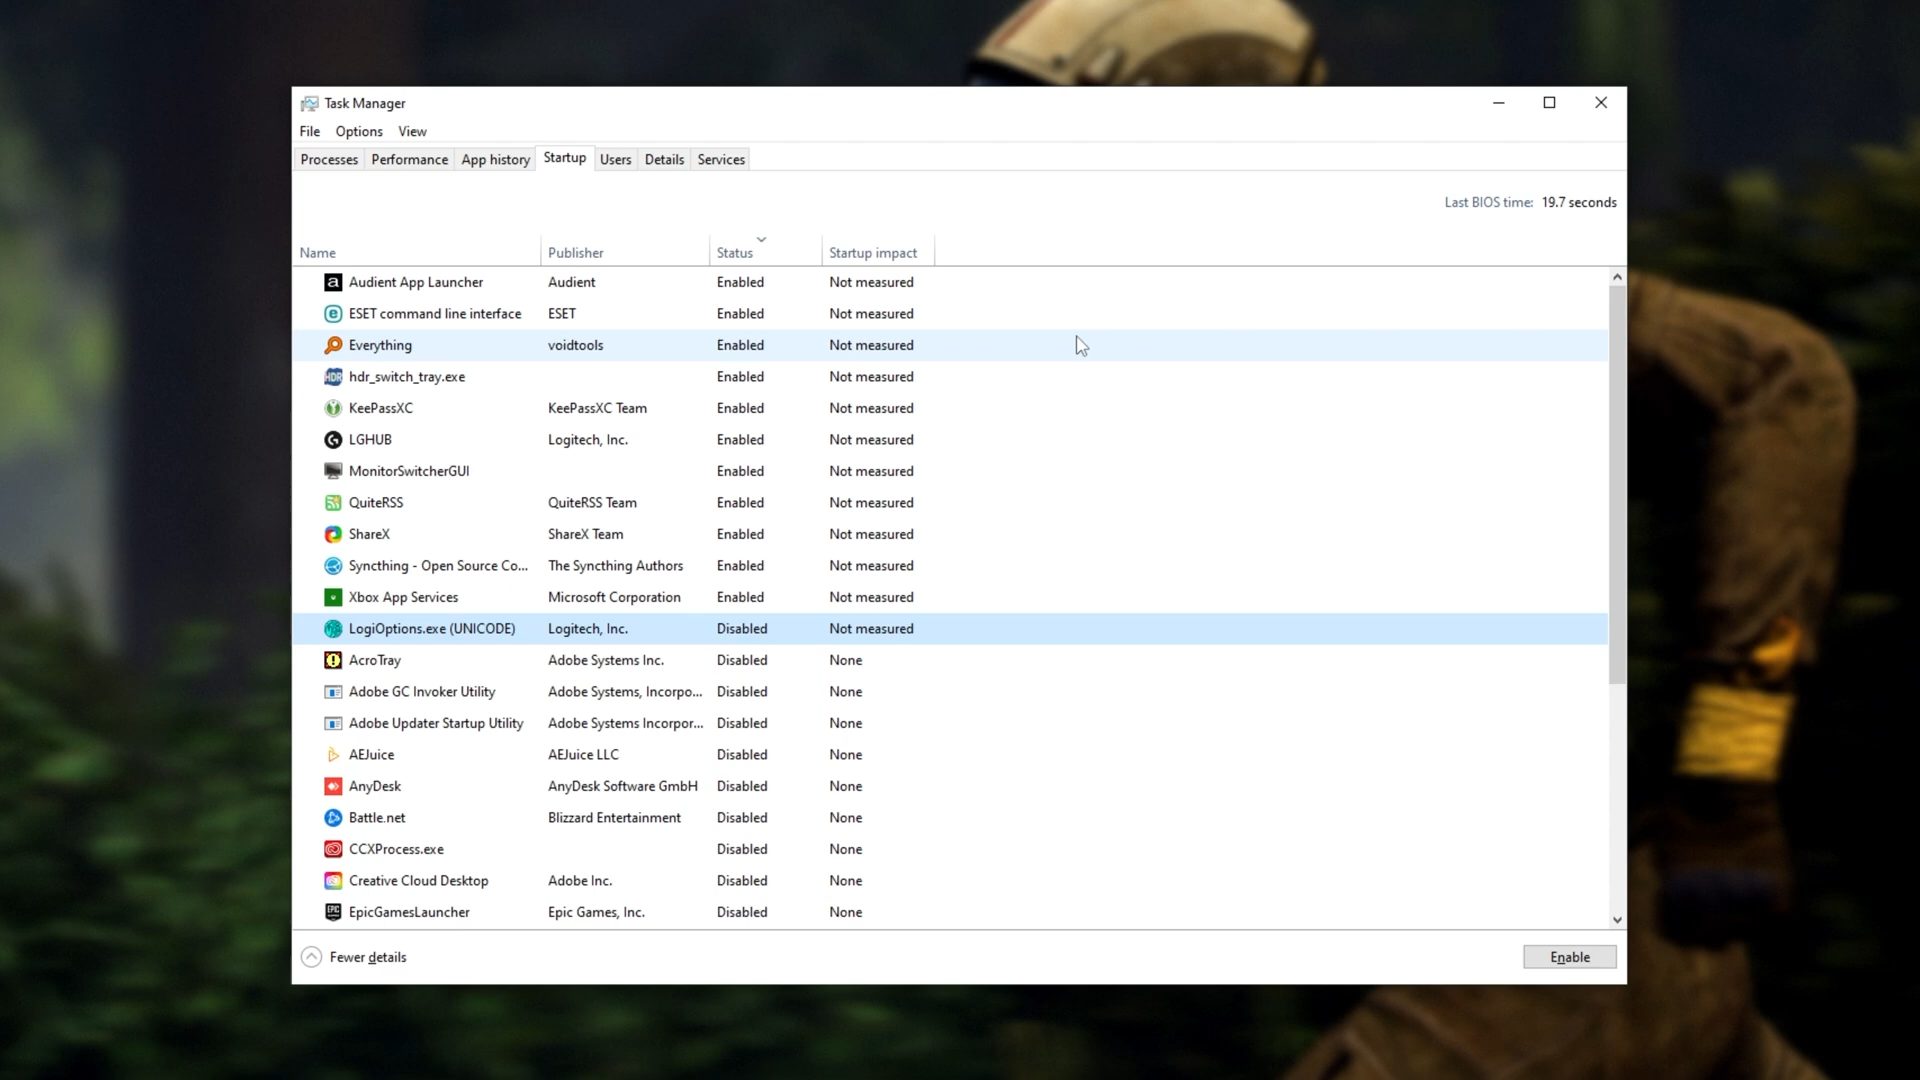 Task Manager
File Options View
Processes Performance App history Startup Users Details Services
Last BIOS time: 19.7 seconds
Name Publisher Status Startup impact
Audient App Launcher Audient Enabled Not measured
ESET command line interface ESET Enabled Not measured
Everything voidtools Enabled Not measured
hdr_switch_tray.exe Enabled Not measured
KeePassXC KeePassXC Team Enabled Not measured
LGHUB Logitech, Inc. Enabled Not measured
MonitorSwitcherGUI Enabled Not measured
QuiteRSS QuiteRSS Team Enabled Not measured
ShareX ShareX Team Enabled Not measured
Syncthing - Open Source Co... The Syncthing Authors Enabled Not measured
Xbox App Services Microsoft Corporation Enabled Not measured
LogiOptions.exe (UNICODE) Logitech, Inc. Disabled Not measured
AcroTray Adobe Systems Inc. Disabled None
Adobe GC Invoker Utility Adobe Systems, Incorpo... Disabled None
Adobe Updater Startup Utility Adobe Systems Incorpor... Disabled None
AEJuice AEJuice LLC Disabled None
AnyDesk AnyDesk Software GmbH Disabled None
Battle.net Blizzard Entertainment Disabled None
CCXProcess.exe Disabled None
Creative Cloud Desktop Adobe Inc. Disabled None
EpicGamesLauncher Epic Games, Inc. Disabled None
Fewer details Enable